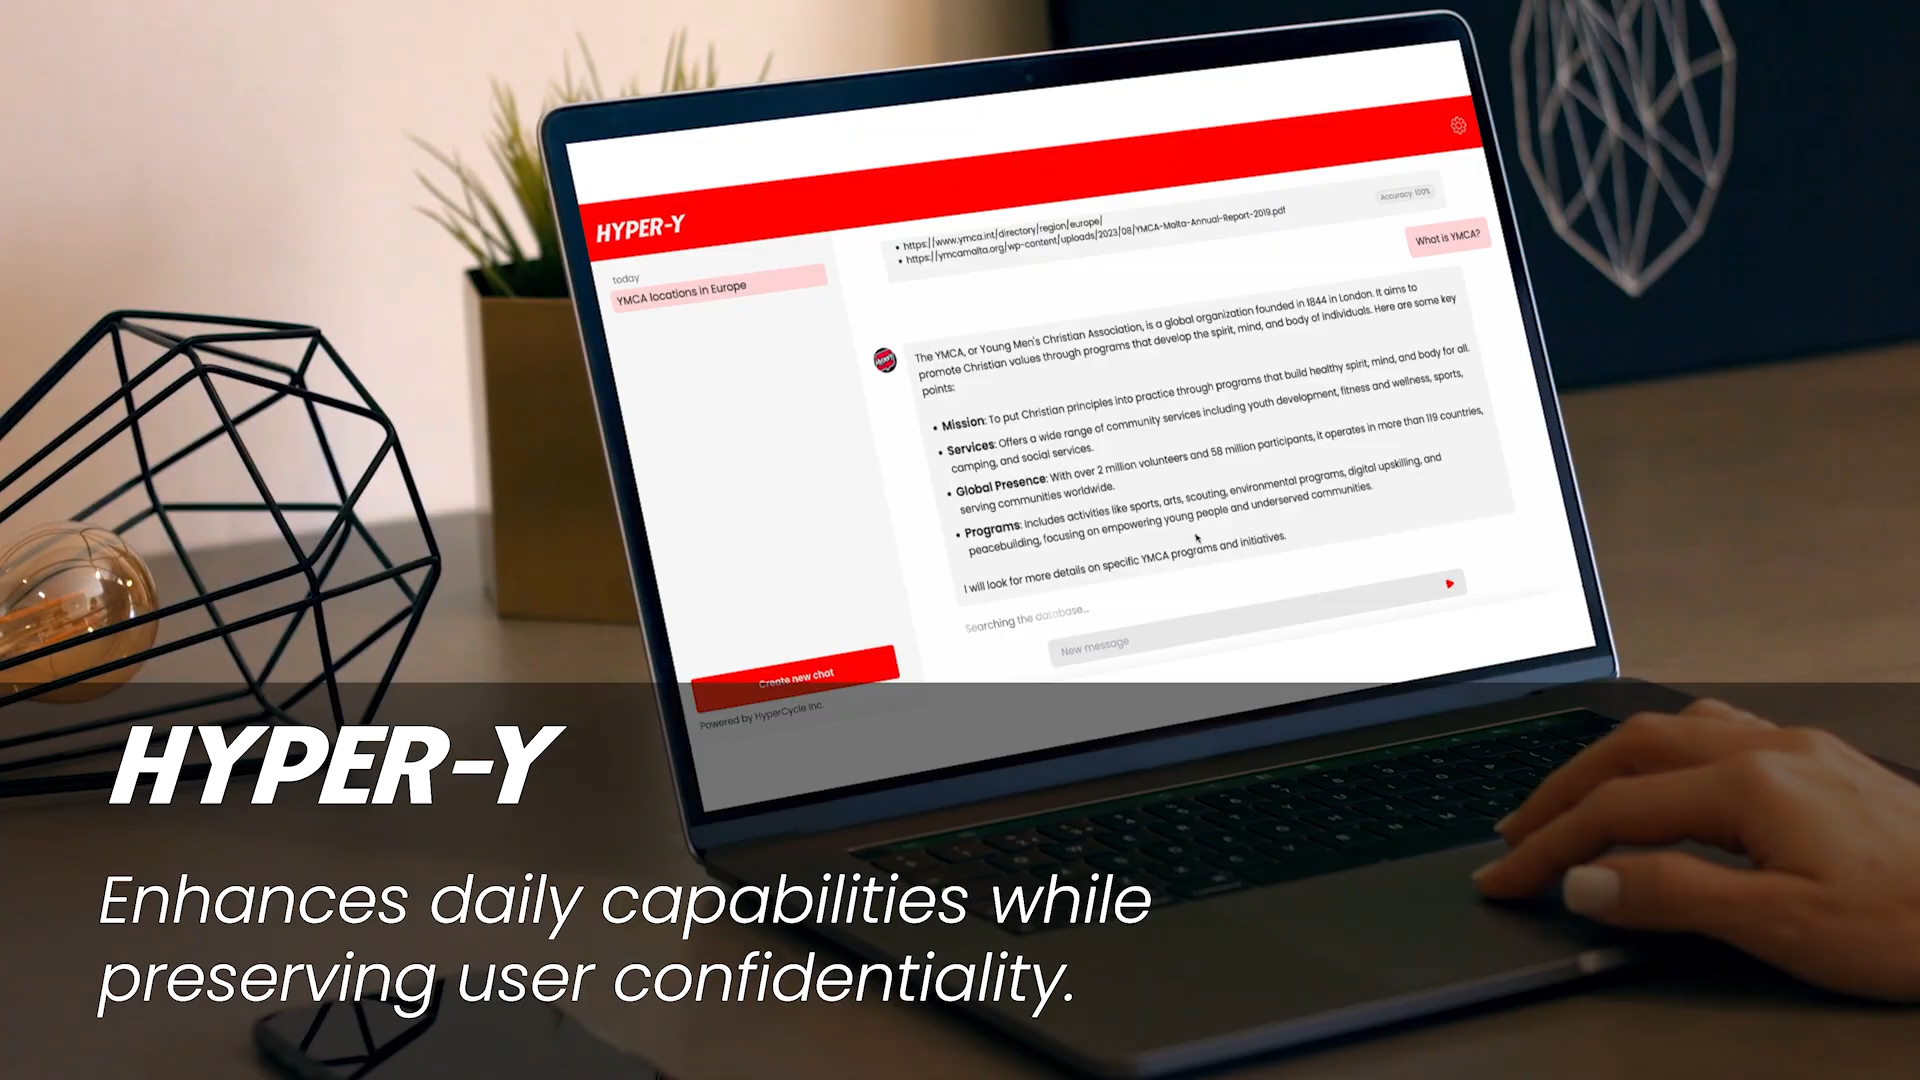 HYPER-Y
today
YMCA locations in Europe
• https://www.ymca.int/directory/region/europe/
• https://ymcamalta.org/wp-content/uploads/2023/08/YMCA-Malta-Annual-Report-2019.pdf
Accuracy: 100%
What is YMCA?
The YMCA, or Young Men's Christian Association, is a global organization founded in 1844 in London. It aims to
promote Christian values through programs that develop the spirit, mind, and body of individuals. Here are some key
points:
• Mission: To put Christian principles into practice through programs that build healthy spirit, mind, and body for all.
• Services: Offers a wide range of community services including youth development, fitness and wellness, sports,
camping, and social services.
• Global Presence: With over 2 million volunteers and 58 million participants, it operates in more than 119 countries,
serving communities worldwide.
• Programs: Includes activities like sports, arts, scouting, environmental programs, digital upskilling, and
peacebuilding, focusing on empowering young people and underserved communities.
I will look for more details on specific YMCA programs and initiatives.
Searching the database...
New message
Create new chat
Powered by HyperCycle Inc.
HYPER-Y
Enhances daily capabilities while
preserving user confidentiality.